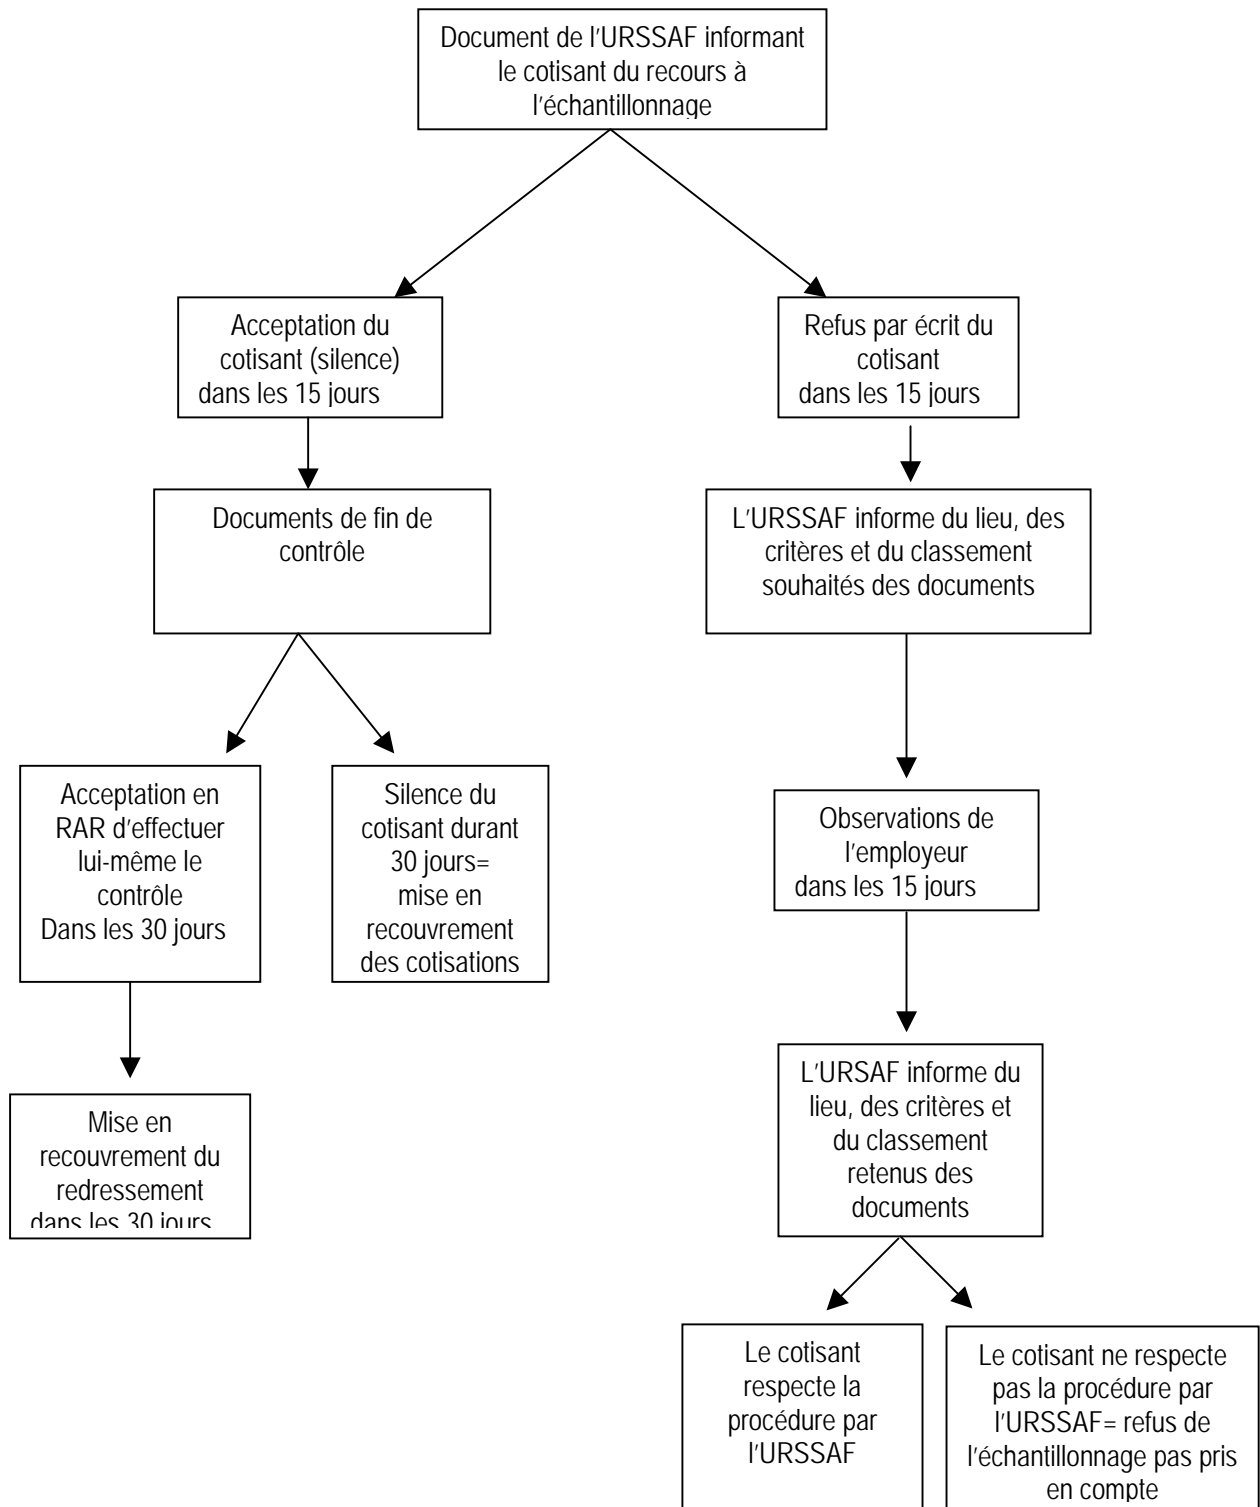 Document de l'URSSAF informant
le cotisant du recours à
l'échantillonnage
Acceptation du
cotisant (silence)
dans les 15 jours
Refus par écrit du
cotisant
dans les 15 jours
Documents de fin de
contrôle
L'URSSAF informe du lieu, des
critères et du classement
souhaités des documents
Acceptation en
RAR d'effectuer
lui-même le
contrôle
Dans les 30 jours
Silence du
cotisant durant
30 jours=
mise en
recouvrement
des cotisations
Observations de
l'employeur
dans les 15 jours
Mise en
recouvrement du
redressement
dans les 30 jours
L'URSAF informe du
lieu, des critères et
du classement
retenus des
documents
Le cotisant
respecte la
procédure par
l'URSSAF
Le cotisant ne respecte
pas la procédure par
l'URSSAF= refus de
l'échantillonnage pas pris
en compte